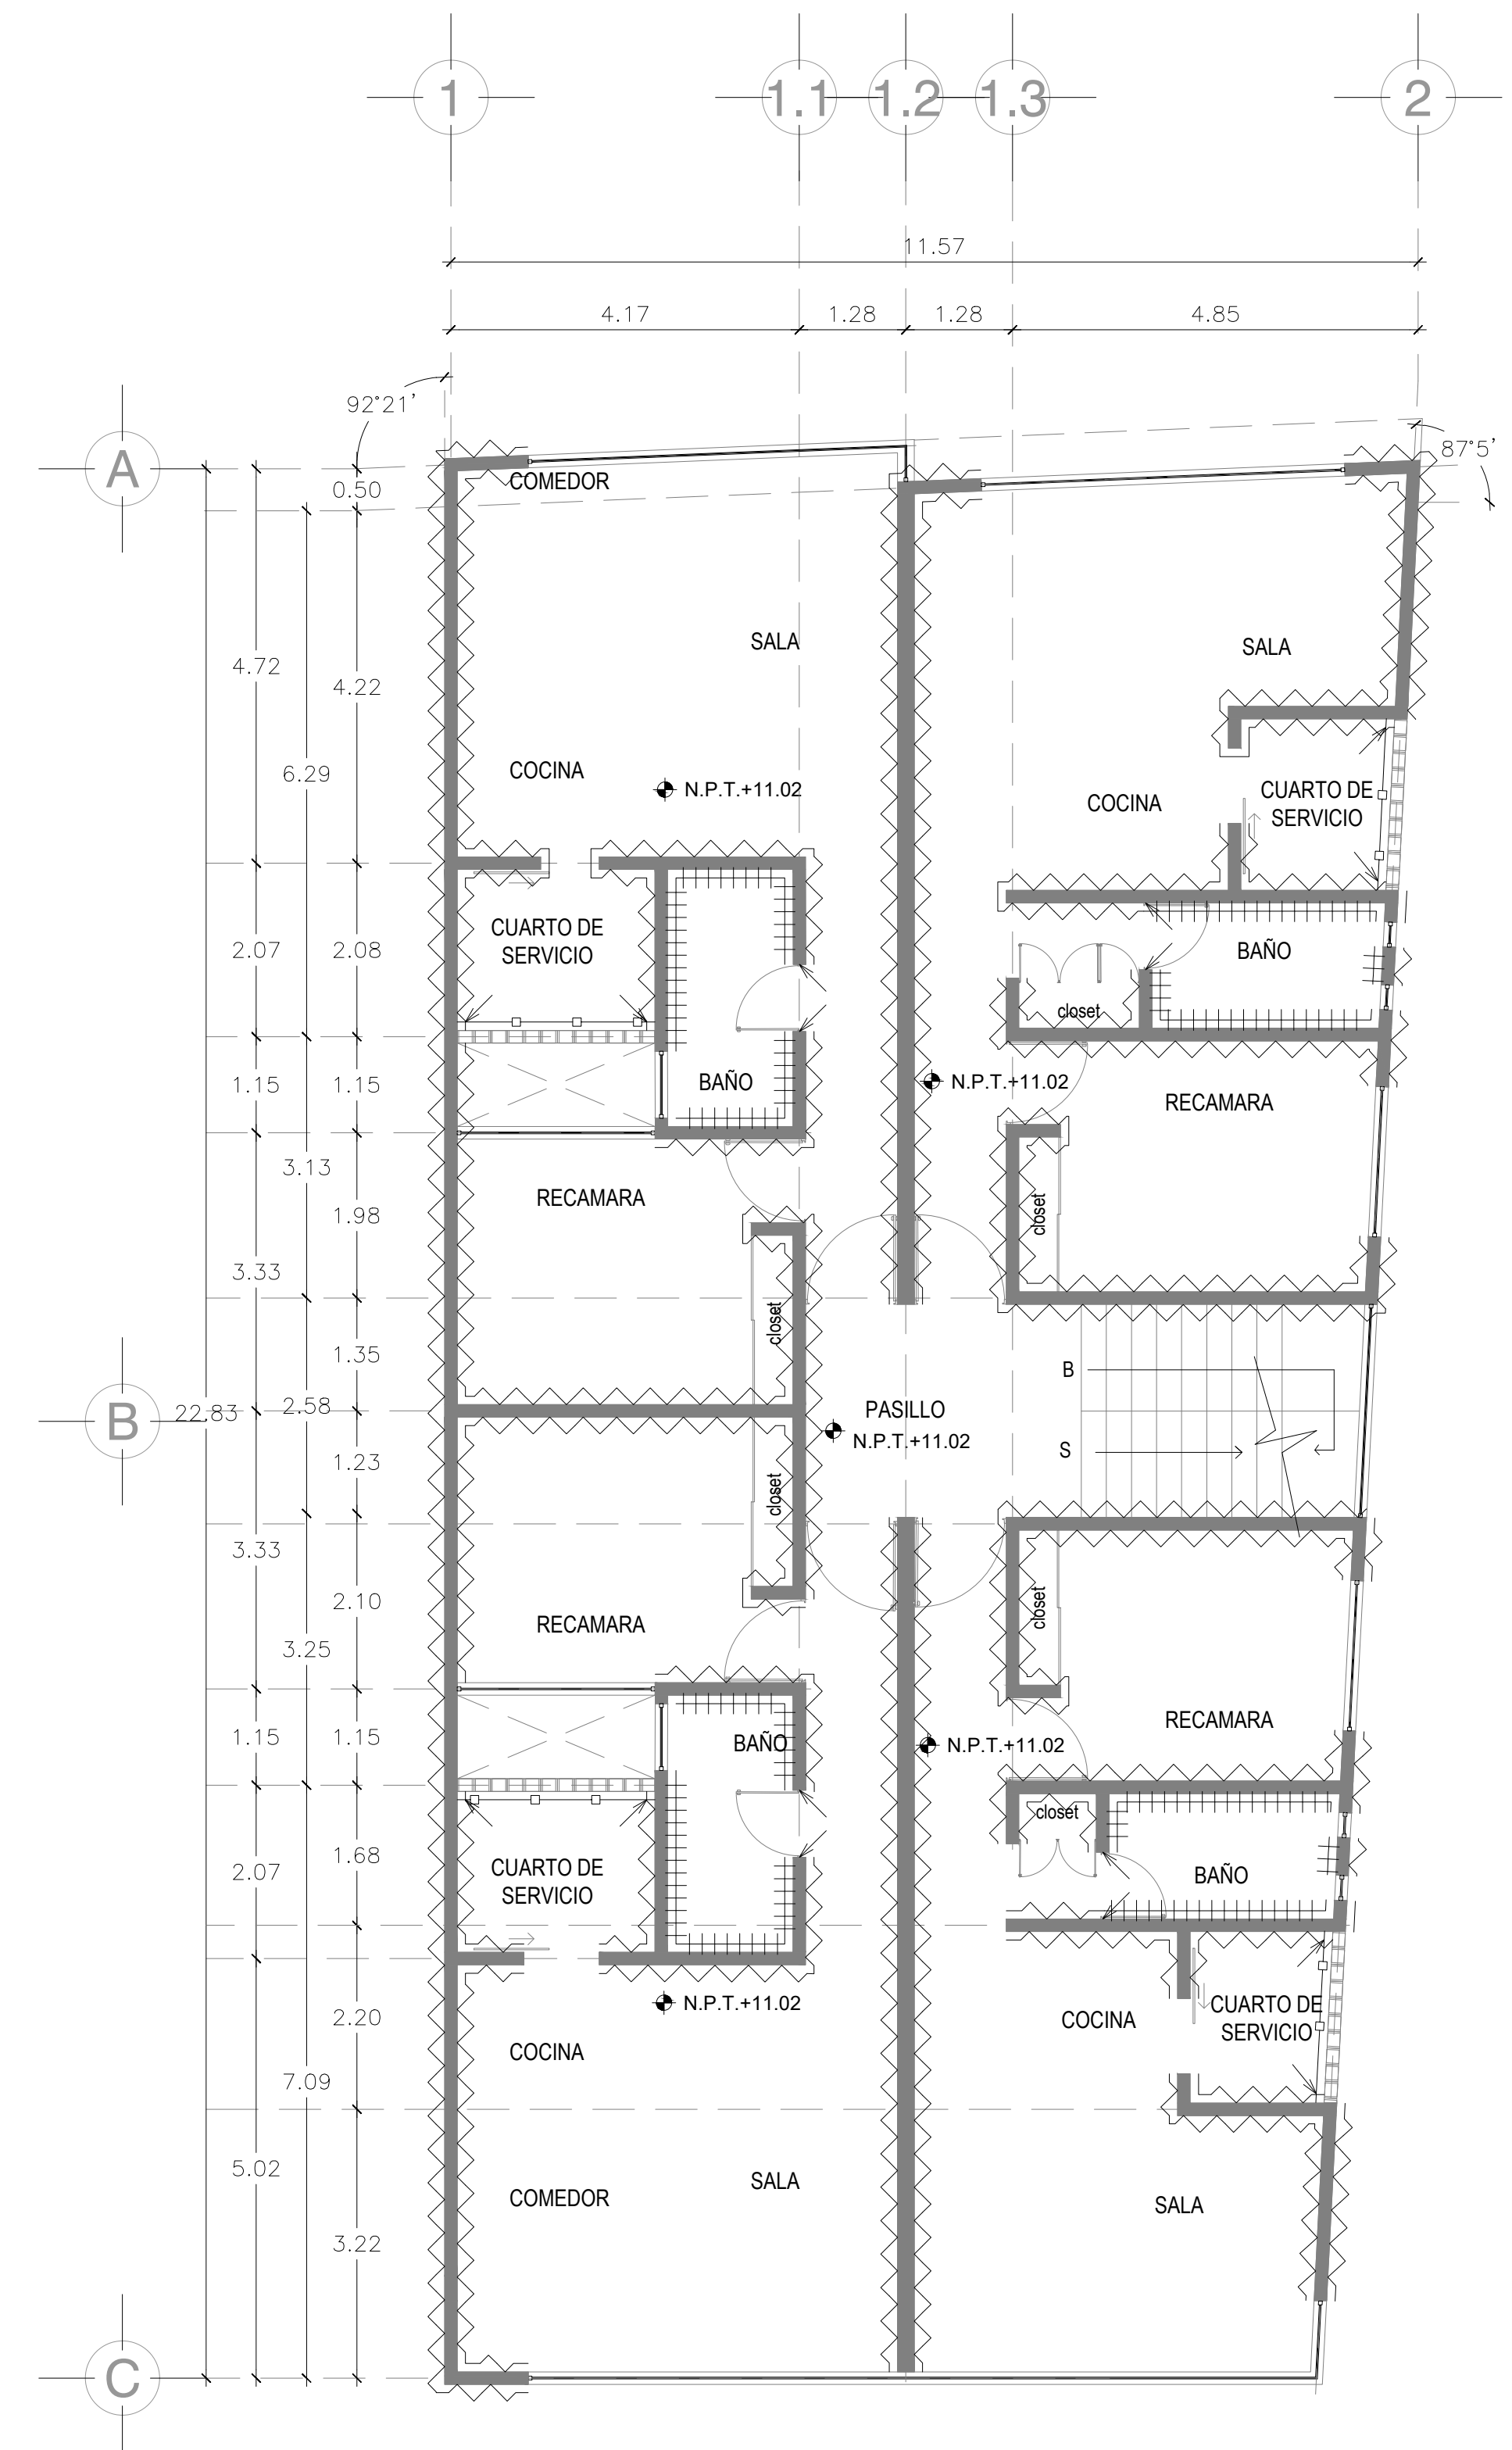 1
1.1
1.2
1.3
2
11.57
4.17
1.28
1.28
4.85
92°21'
87°5'
A
0.50
COMEDOR
SALA
SALA
4.72
4.22
6.29
COCINA
N.P.T.+11.02
COCINA
CUARTO DE
SERVICIO
CUARTO DE
SERVICIO
2.07
2.08
BAÑO
closet
1.15
1.15
BAÑO
N.P.T.+11.02
RECAMARA
3.13
RECAMARA
1.98
closet
3.33
closet
1.35
B
PASILLO
N.P.T.+11.02
B
22.83
2.58
S
1.23
closet
3.33
2.10
closet
RECAMARA
3.25
RECAMARA
1.15
1.15
BAÑO
N.P.T.+11.02
closet
1.68
2.07
CUARTO DE
SERVICIO
BAÑO
N.P.T.+11.02
2.20
COCINA
CUARTO DE
SERVICIO
COCINA
7.09
5.02
SALA
COMEDOR
SALA
3.22
C